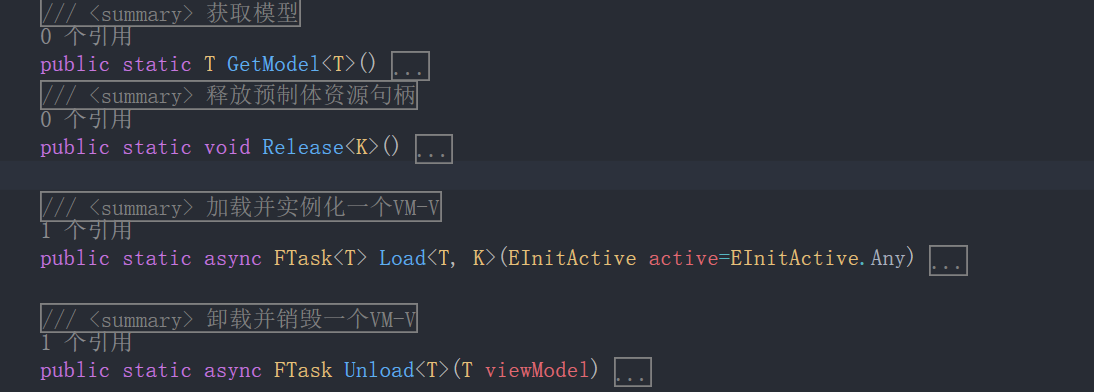 /// <summary> 获取模型
0 个引用
public static T GetModel<T>() ...
/// <summary> 释放预制体资源句柄
0 个引用
public static void Release<K>() ...
/// <summary> 加载并实例化一个VM-V
1 个引用
public static async FTask<T> Load<T, K>(EInitActive active=EInitActive.Any) ...
/// <summary> 卸载并销毁一个VM-V
1 个引用
public static async FTask Unload<T>(T viewModel) ...